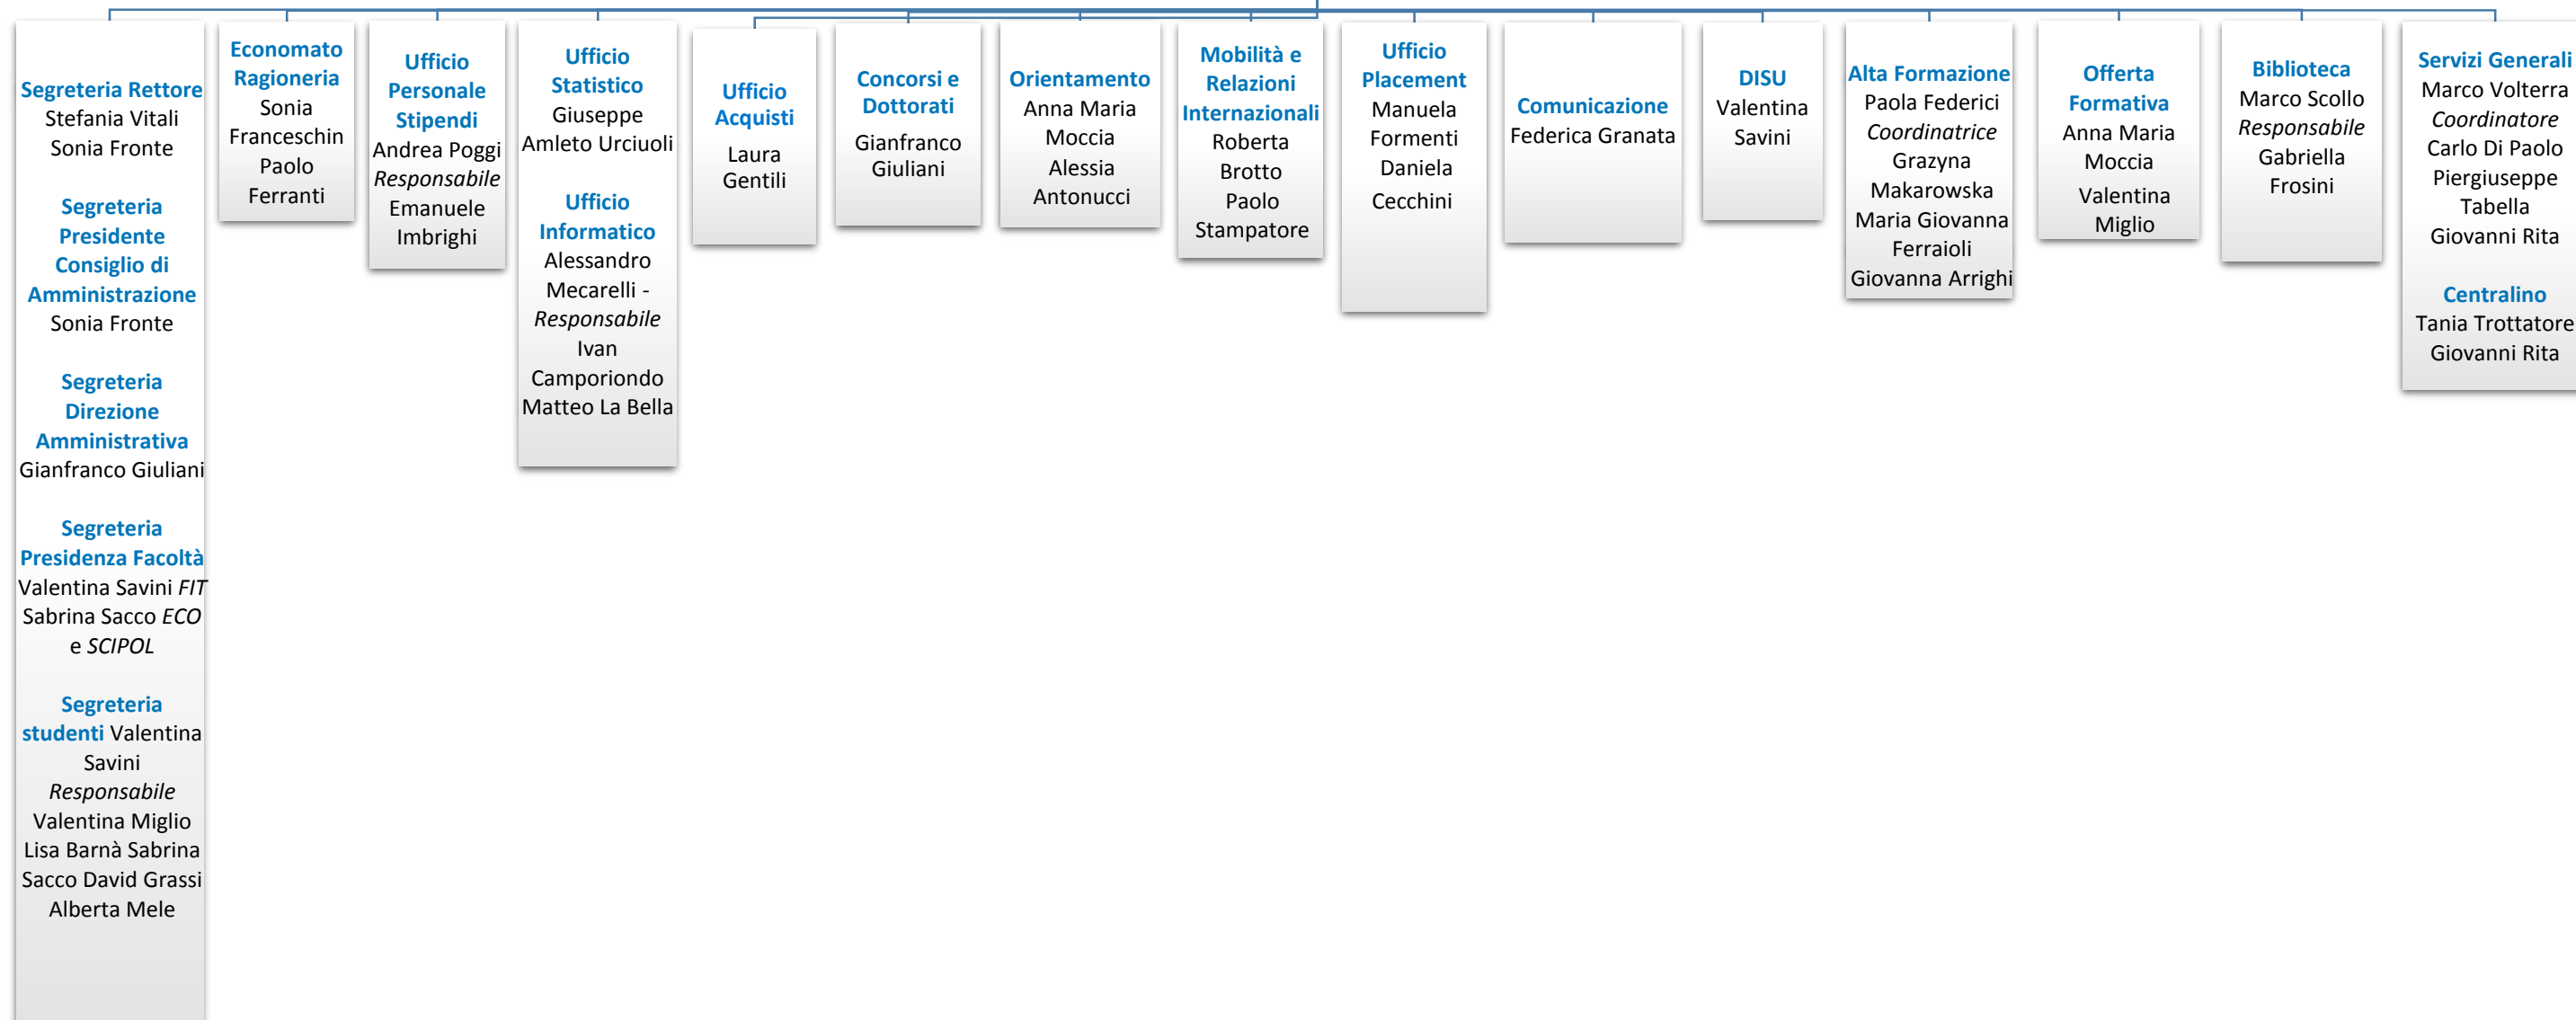 Segreteria Rettore
Stefania Vitali
Sonia Fronte
Segreteria
Presidente
Consiglio di
Amministrazione
Sonia Fronte
Segreteria
Direzione
Amministrativa
Gianfranco Giuliani
Segreteria
Presidenza Facoltà
Valentina Savini FIT
Sabrina Sacco ECO
e SCIPOL
Segreteria
studenti Valentina
Savini
Responsabile
Valentina Miglio
Lisa Barnà Sabrina
Sacco David Grassi
Alberta Mele
Economato
Ragioneria
Sonia
Franceschin
Paolo
Ferranti
Ufficio
Personale
Stipendi
Andrea Poggi
Responsabile
Emanuele
Imbrighi
Ufficio
Statistico
Giuseppe
Amleto Urciuoli
Ufficio
Informatico
Alessandro
Mecarelli -
Responsabile
Ivan
Camporiondo
Matteo La Bella
Ufficio
Acquisti
Laura
Gentili
Concorsi e
Dottorati
Gianfranco
Giuliani
Orientamento
Anna Maria
Moccia
Alessia
Antonucci
Mobilità e
Relazioni
Internazionali
Roberta
Brotto
Paolo
Stampatore
Ufficio
Placement
Manuela
Formenti
Daniela
Cecchini
Comunicazione
Federica Granata
DISU
Valentina
Savini
Alta Formazione
Paola Federici
Coordinatrice
Grazyna
Makarowska
Maria Giovanna
Ferraioli
Giovanna Arrighi
Offerta
Formativa
Anna Maria
Moccia
Valentina
Miglio
Biblioteca
Marco Scollo
Responsabile
Gabriella
Frosini
Servizi Generali
Marco Volterra
Coordinatore
Carlo Di Paolo
Piergiuseppe
Tabella
Giovanni Rita
Centralino
Tania Trottatore
Giovanni Rita